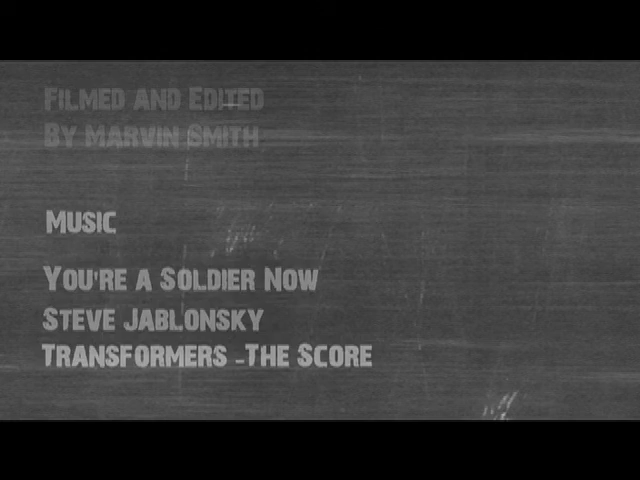 Filmed and Edited
By Marvin Smith
Music
You're a Soldier Now
Steve Jablonsky
Transformers -The Score